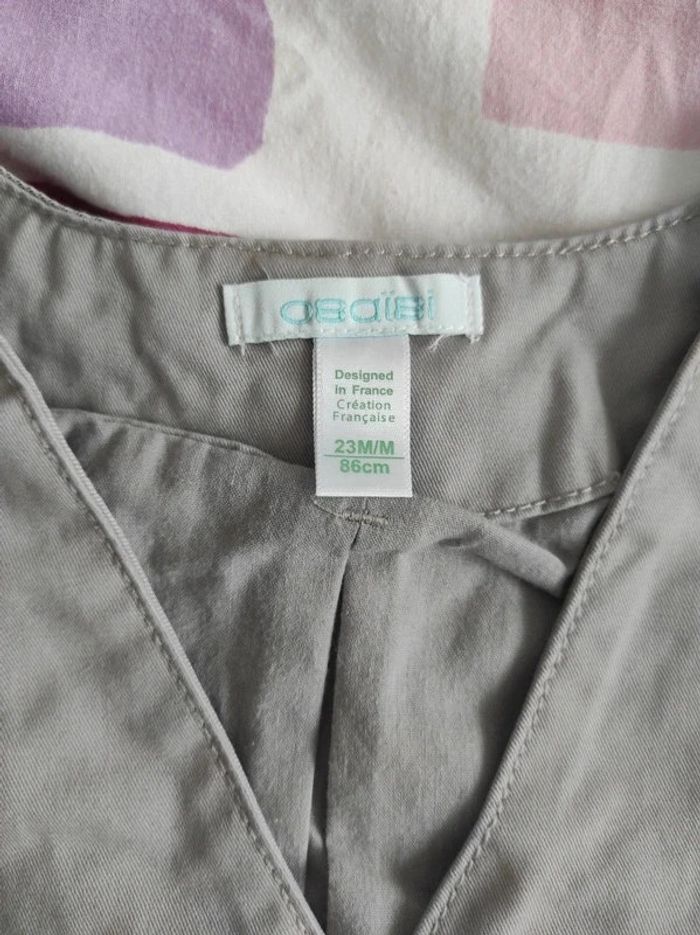 obaïbi
Designed
in France
Création
Française
23M/M
86cm